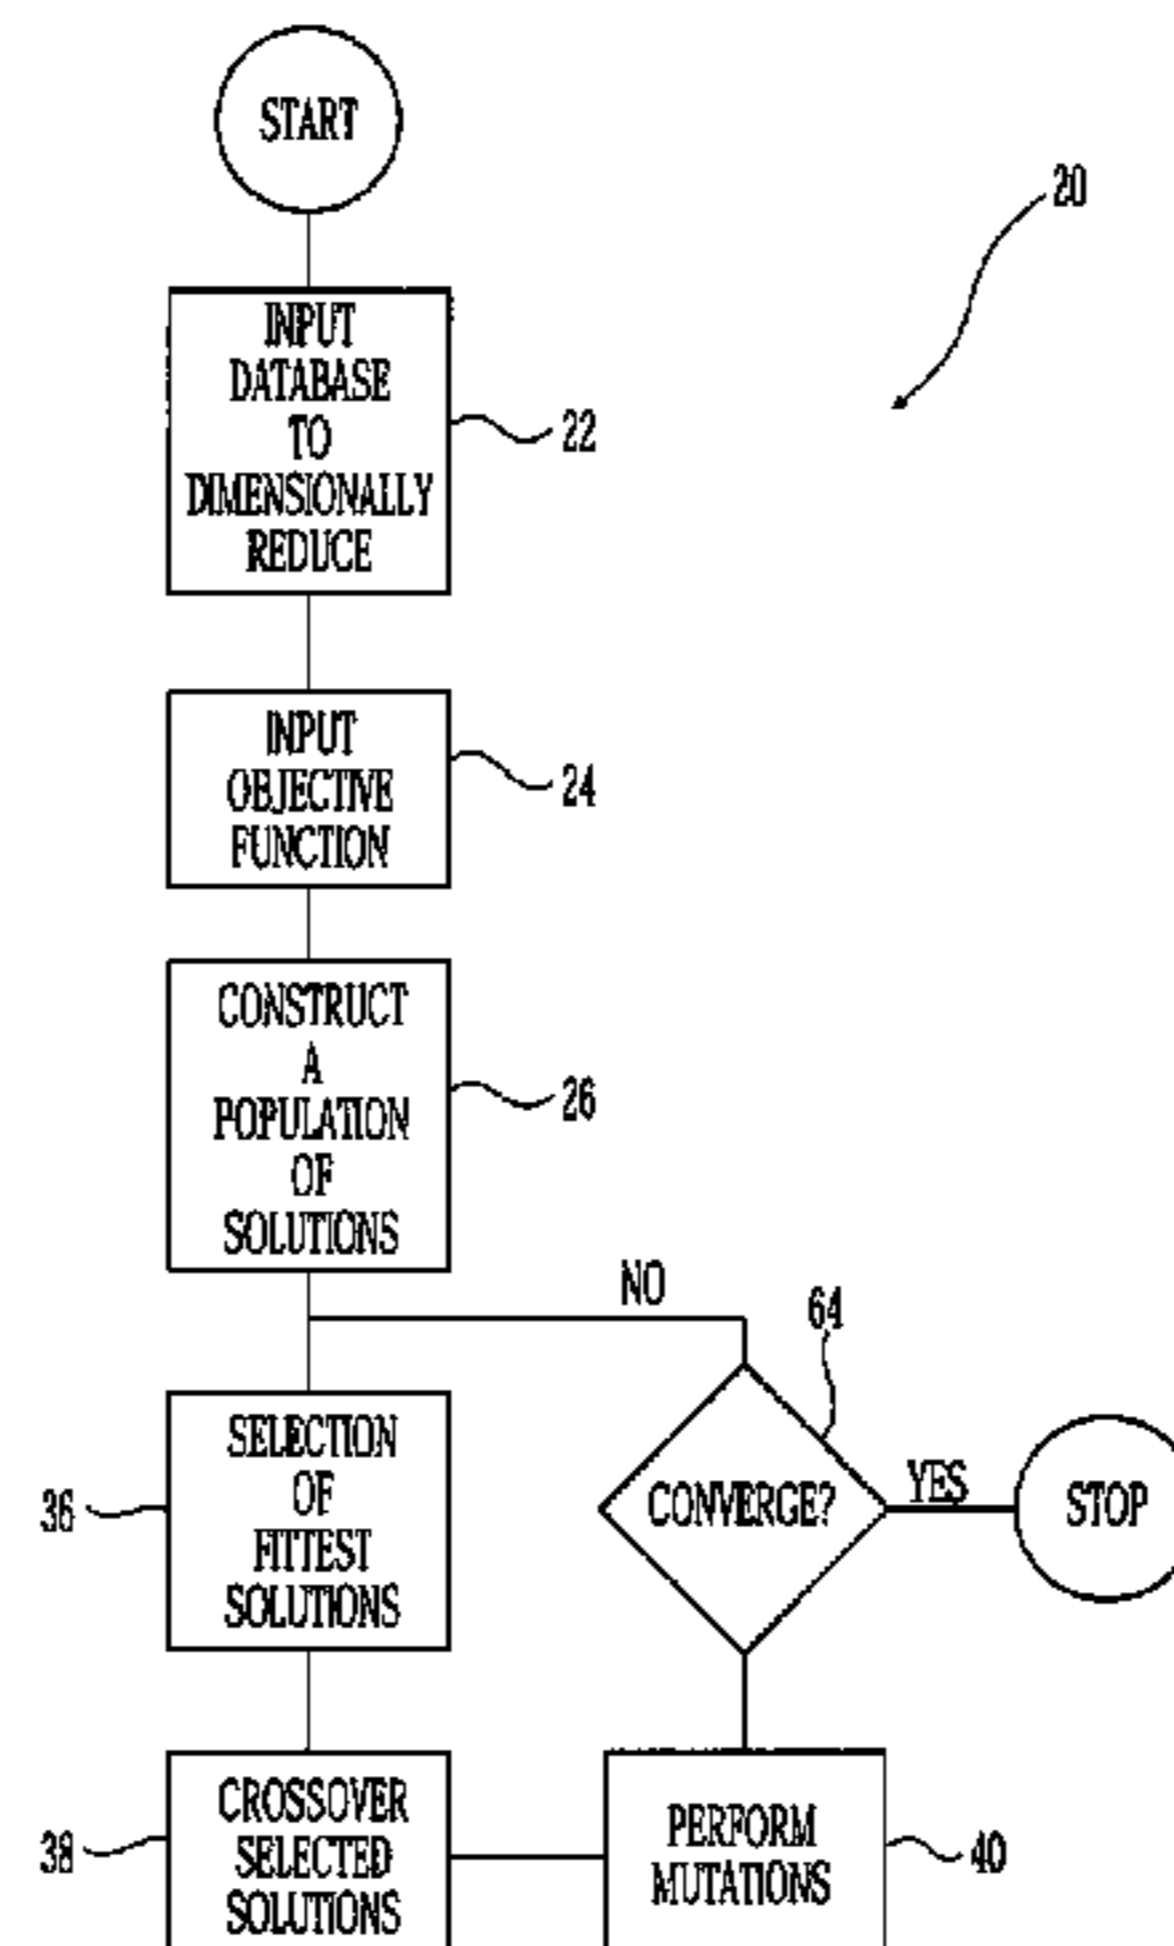 START
20
INPUT
DATABASE
TO
DIMENSIONALLY
REDUCE
22
INPUT
OBJECTIVE
FUNCTION
24
CONSTRUCT
A
POPULATION
OF
SOLUTIONS
26
NO
64
SELECTION
OF
FITTEST
SOLUTIONS
36
CONVERGE?
YES
STOP
CROSSOVER
SELECTED
SOLUTIONS
38
PERFORM
MUTATIONS
40